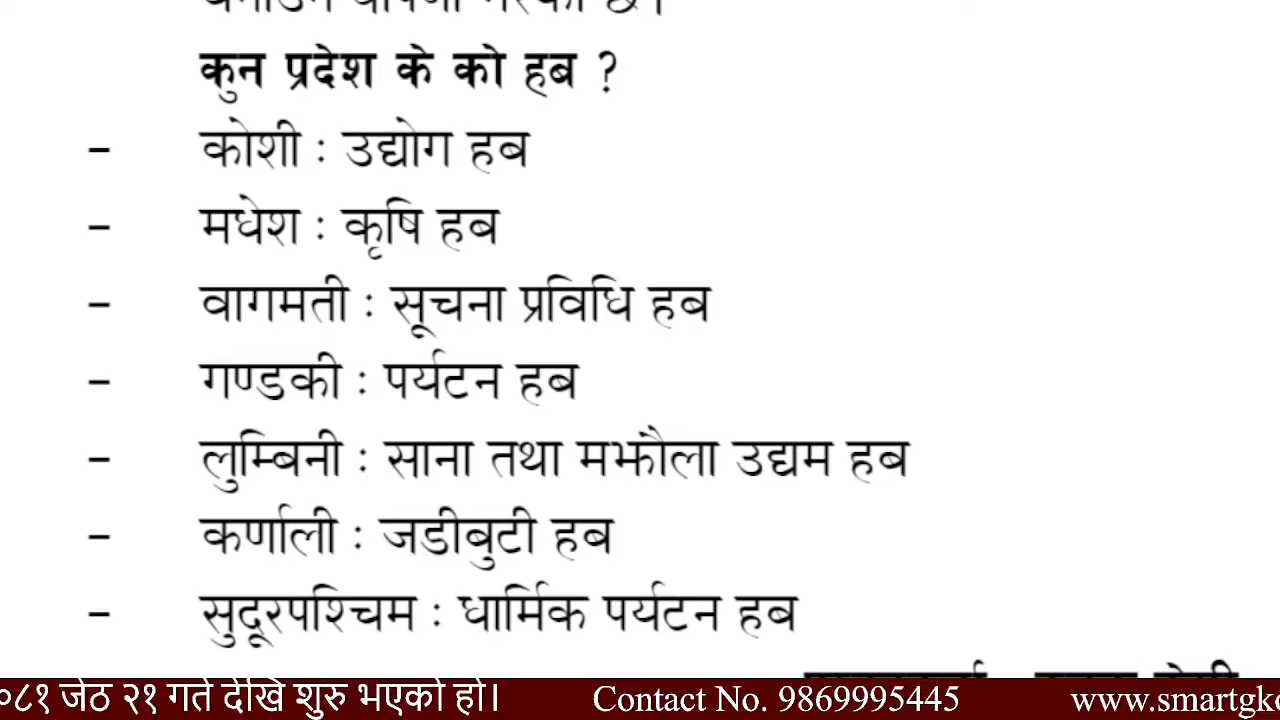 कुन प्रदेश के को हब ?
- कोशी : उद्योग हब
- मधेश : कृषि हब
- वागमती : सूचना प्रविधि हब
- गण्डकी : पर्यटन हब
- लुम्बिनी : साना तथा मझौला उद्यम हब
- कर्णाली : जडीबुटी हब
- सुदूरपश्चिम : धार्मिक पर्यटन हब
०८१ जेठ २१ गते देखि शुरु भएको हो। Contact No. 9869995445 www.smartgk